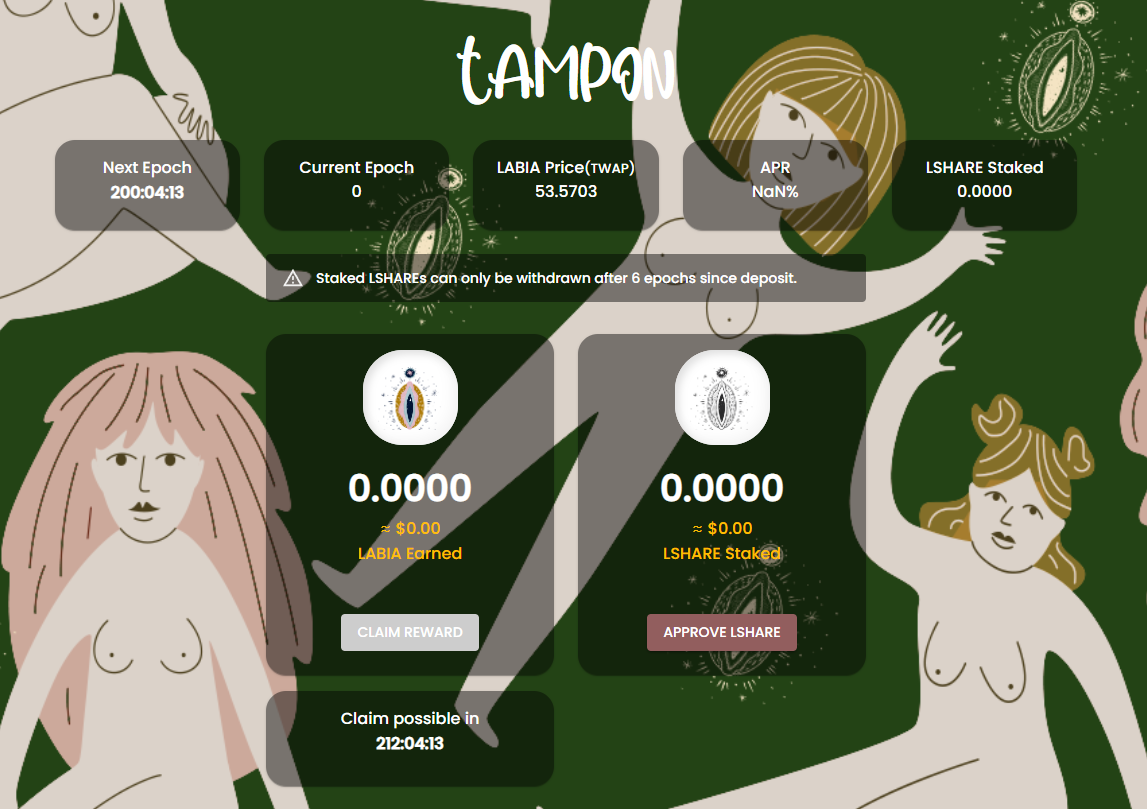 tAMPON
Next Epoch
200:04:13
Current Epoch
0
LABIA Price(TWAP)
53.5703
APR
NaN%
LSHARE Staked
0.0000
Staked LSHAREs can only be withdrawn after 6 epochs since deposit.
0.0000
≈ $0.00
LABIA Earned
CLAIM REWARD
0.0000
≈ $0.00
LSHARE Staked
APPROVE LSHARE
Claim possible in
212:04:13